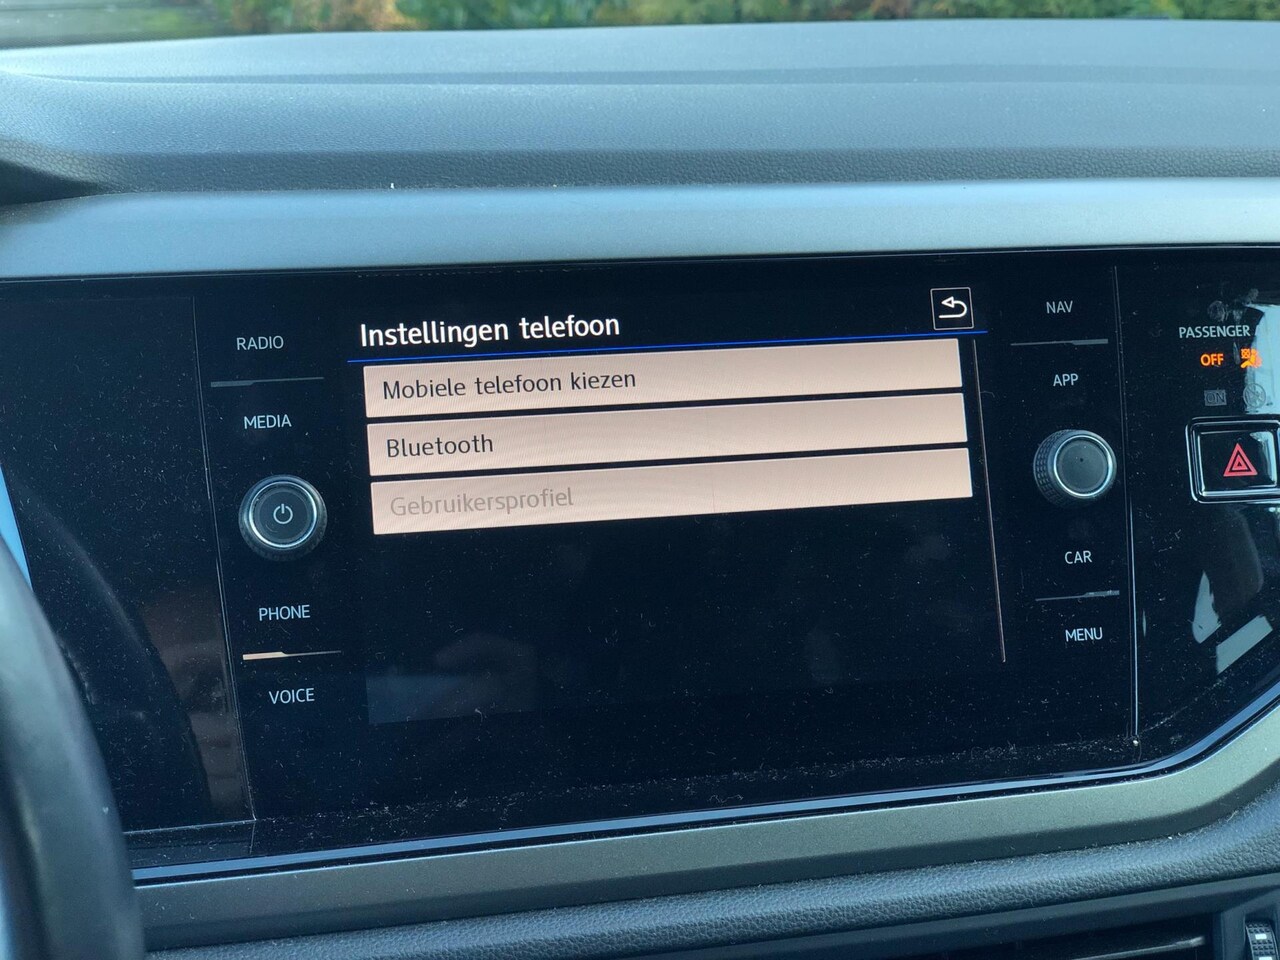 Instellingen telefoon
Mobiele telefoon kiezen
Bluetooth
Gebruikersprofiel
RADIO
MEDIA
PHONE
VOICE
NAV
APP
CAR
MENU
PASSENGER
OFF
ON